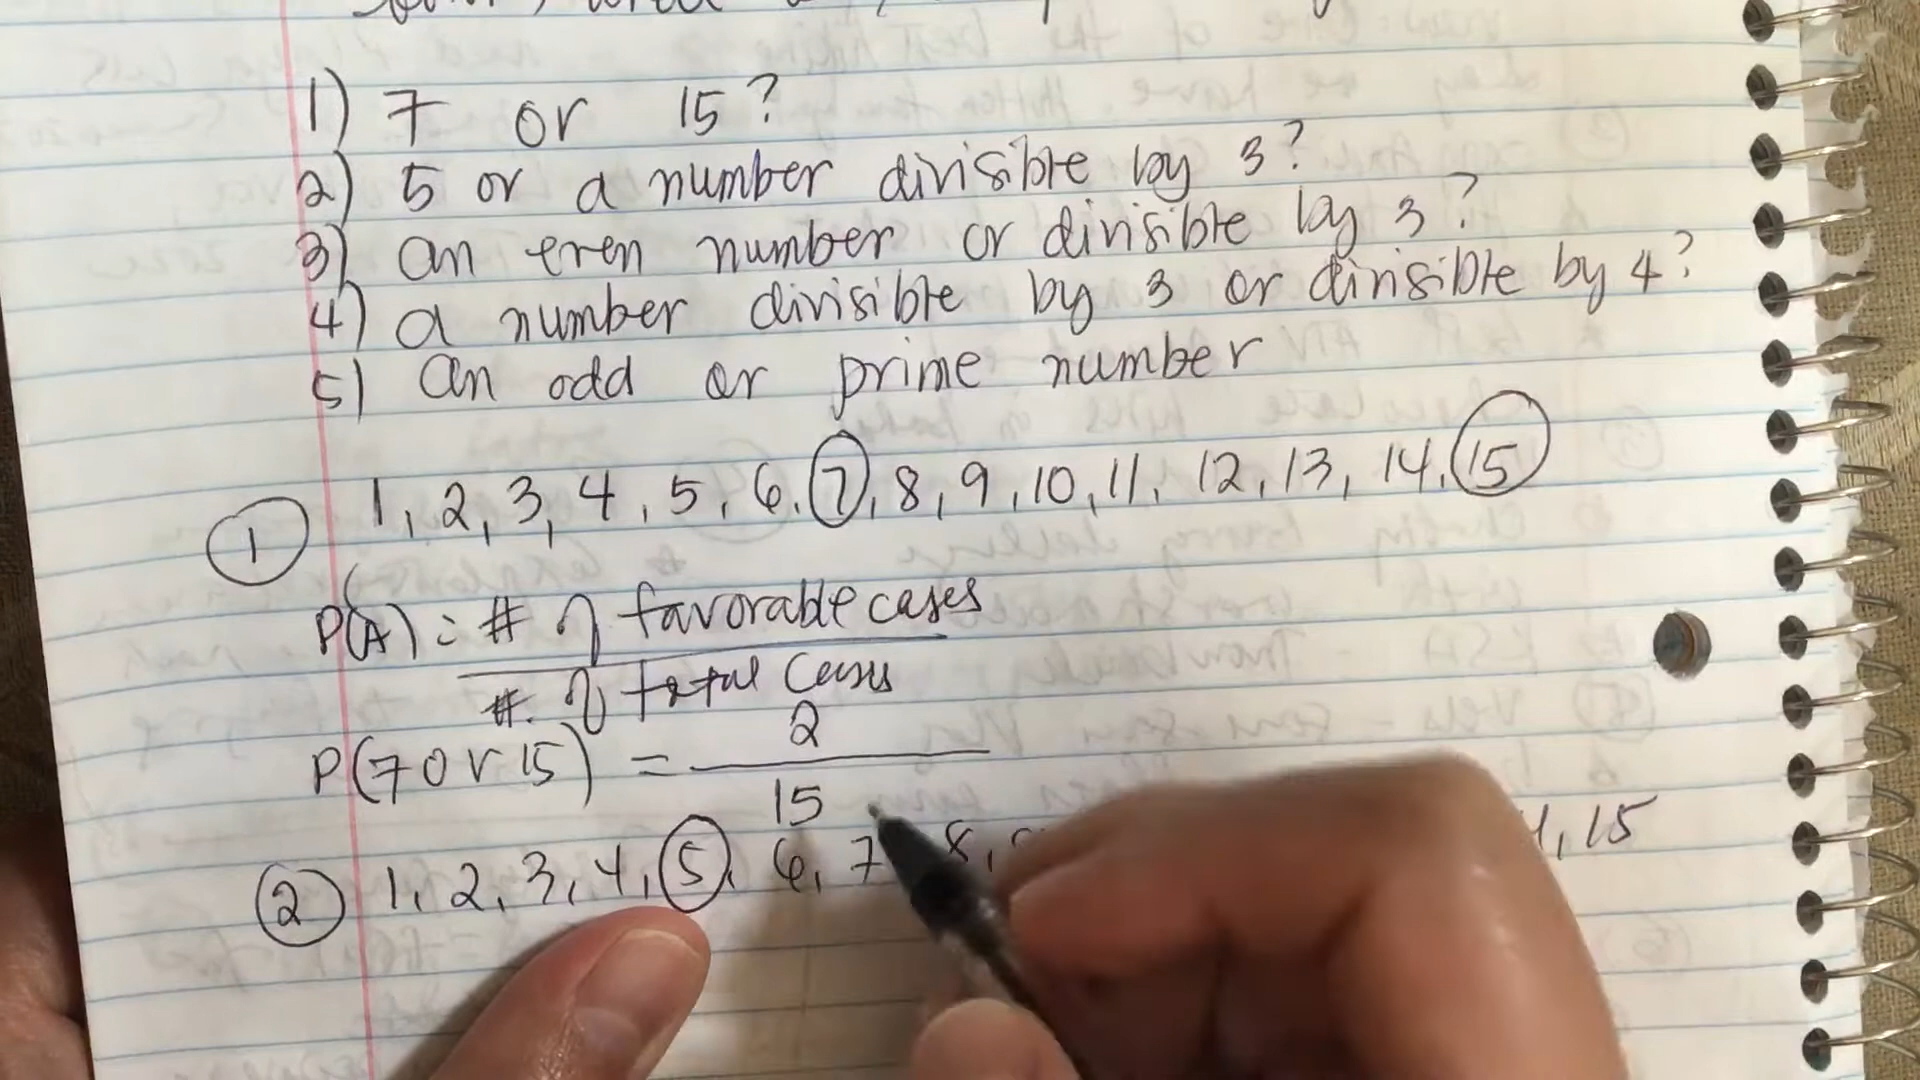 1) 7 or 15?
2) 5 or a number divisible by 3?
3) an even number or divisible by 3?
4) a number divisible by 3 or divisible by 4?
5) an odd or prime number
1 1, 2, 3, 4, 5, 6, 7, 8, 9, 10, 11, 12, 13, 14, 15
P(A) = # of favorable cases
# of total cases
P(7 or 15) = 2
15
2 1, 2, 3, 4, 5, 6, 7 8, 15